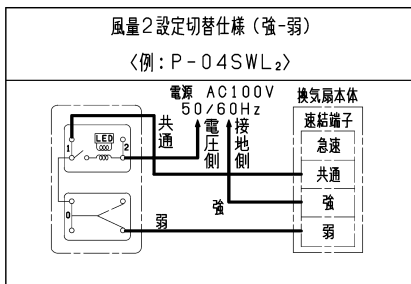 風量2設定切替仕様（強-弱）
〈例：P-04SWL₂〉
電源 AC100V
50/60Hz
換気扇本体
速結端子
急速
共通
強
弱
共通
電圧側
接地側
LED
1
2
0
強
弱